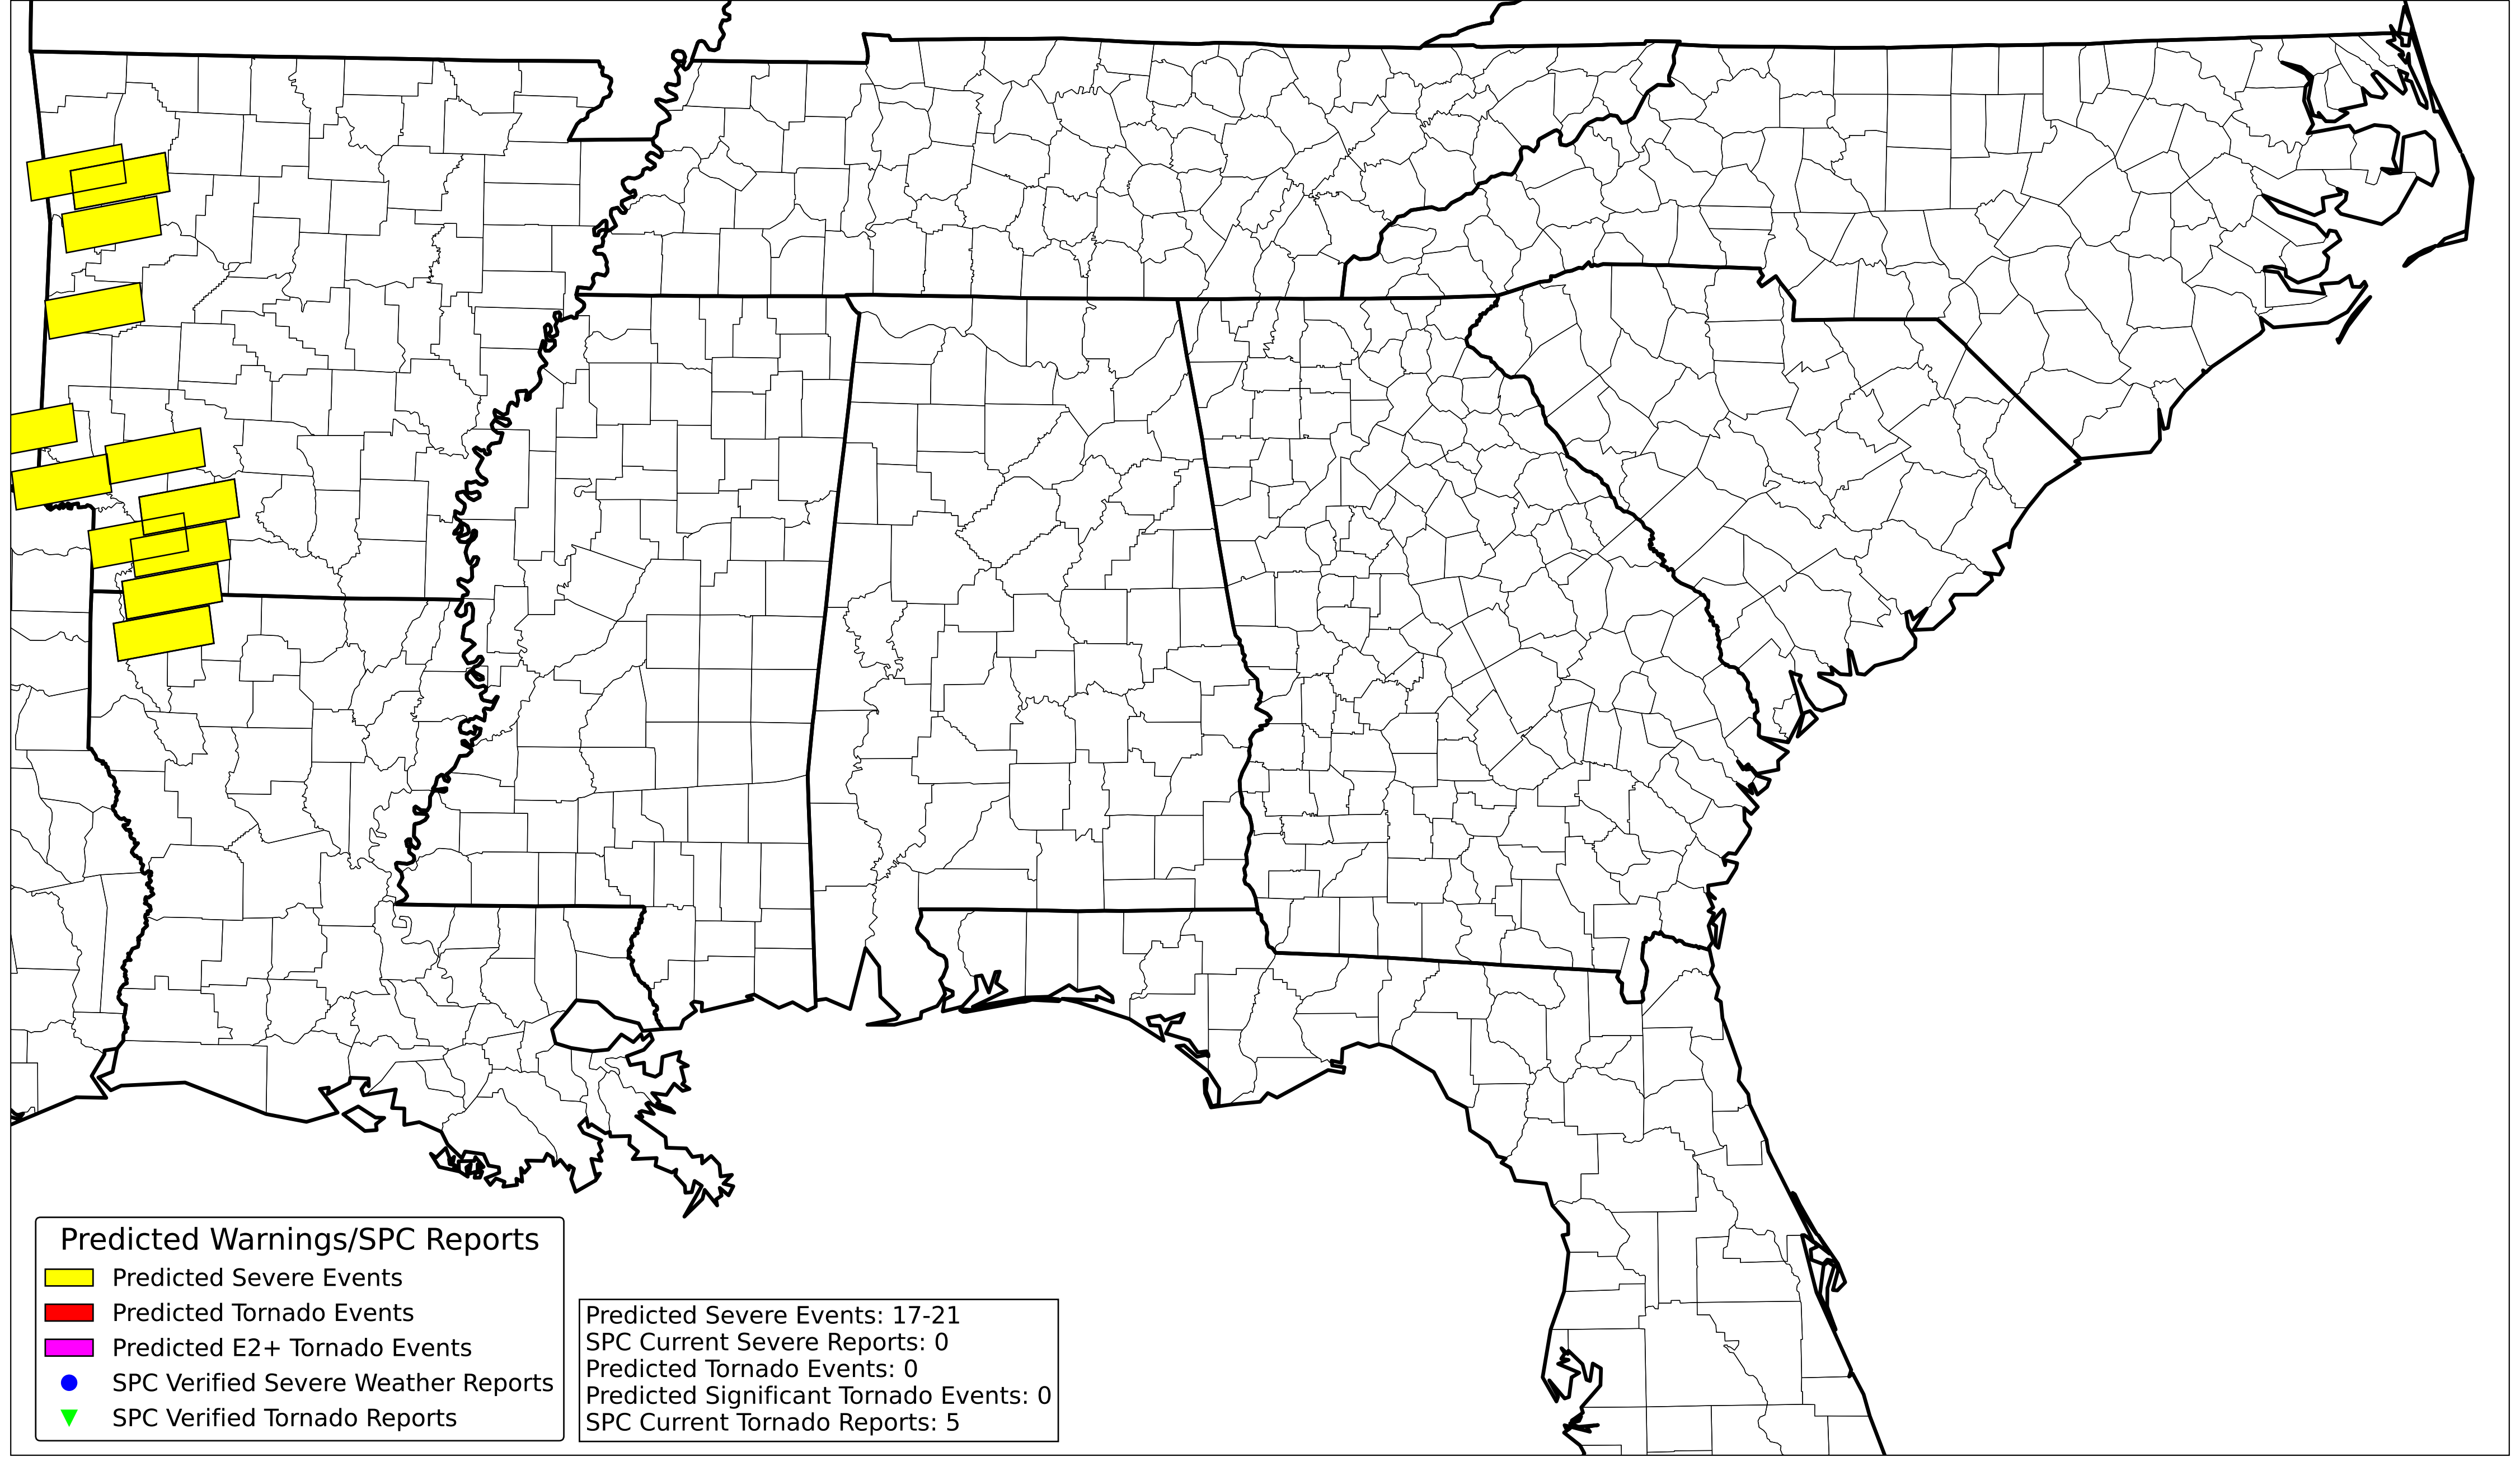 Predicted Warnings/SPC Reports
Predicted Severe Events
Predicted Tornado Events
Predicted E2+ Tornado Events
SPC Verified Severe Weather Reports
SPC Verified Tornado Reports
Predicted Severe Events: 17-21
SPC Current Severe Reports: 0
Predicted Tornado Events: 0
Predicted Significant Tornado Events: 0
SPC Current Tornado Reports: 5